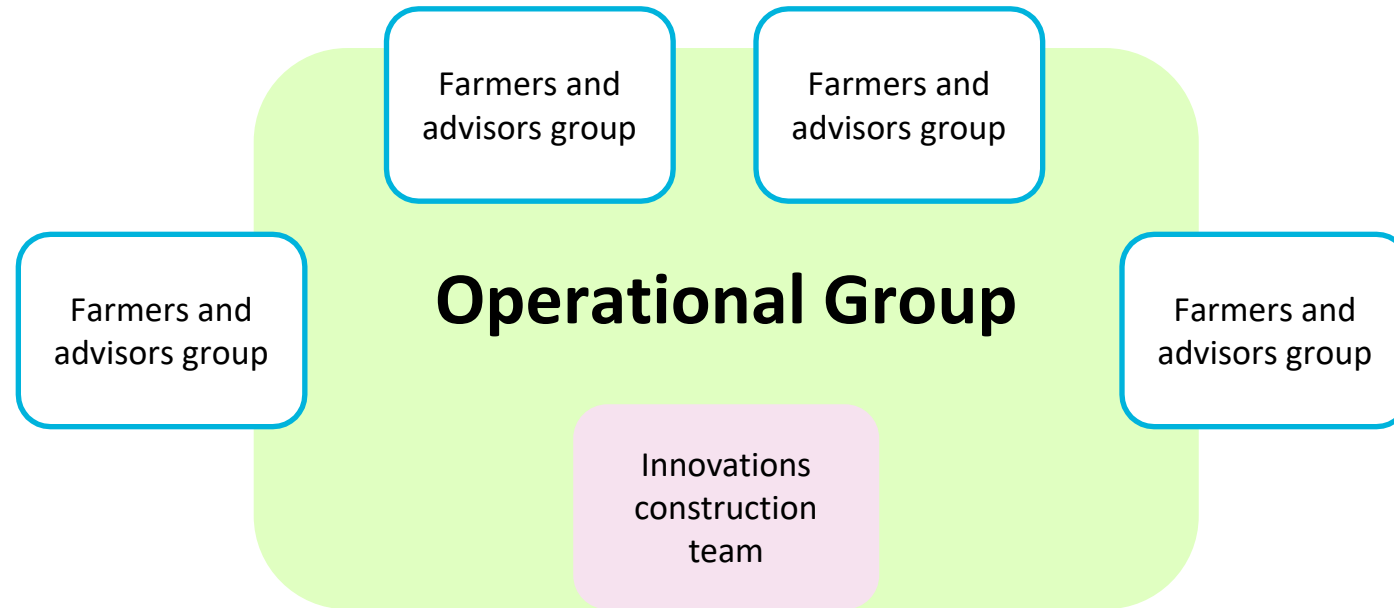 Farmers and
advisors group
Farmers and
advisors group
Farmers and
advisors group
Operational Group
Farmers and
advisors group
Innovations
construction
team